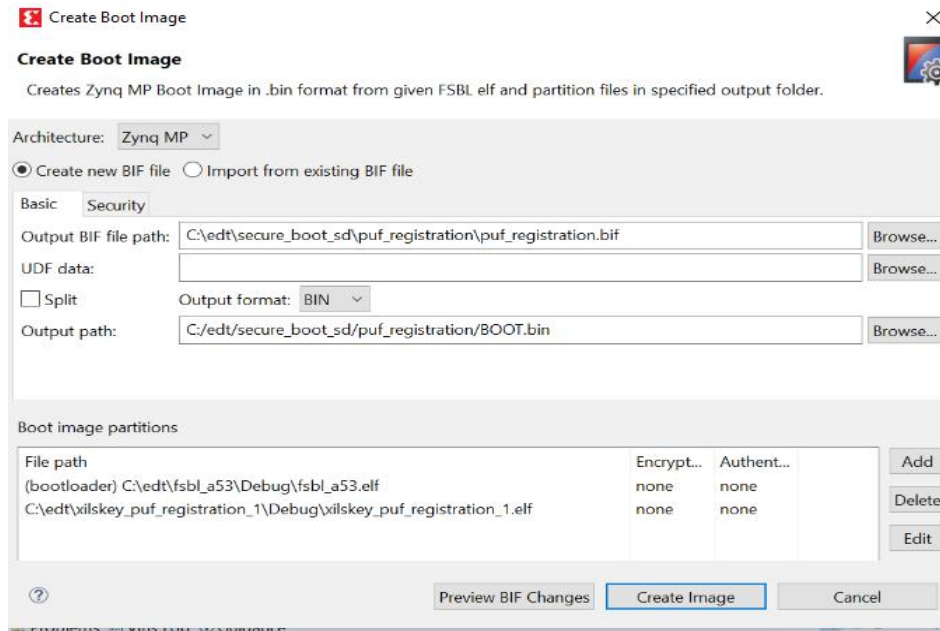 Create Boot Image
Create Boot Image
Creates Zynq MP Boot Image in .bin format from given FSBL elf and partition files in specified output folder.
Architecture: Zynq MP
Create new BIF file Import from existing BIF file
Basic Security
Output BIF file path: C:\edt\secure_boot_sd\puf_registration\puf_registration.bif Browse...
UDF data: Browse...
Split Output format: BIN
Output path: C:/edt/secure_boot_sd/puf_registration/BOOT.bin Browse...
Boot image partitions
File path Encrypt... Authent... Add
(bootloader) C:\edt\fsbl_a53\Debug\fsbl_a53.elf none none
Delete
C:\edt\xilskey_puf_registration_1\Debug\xilskey_puf_registration_1.elf none none
Edit
? Preview BIF Changes Create Image Cancel